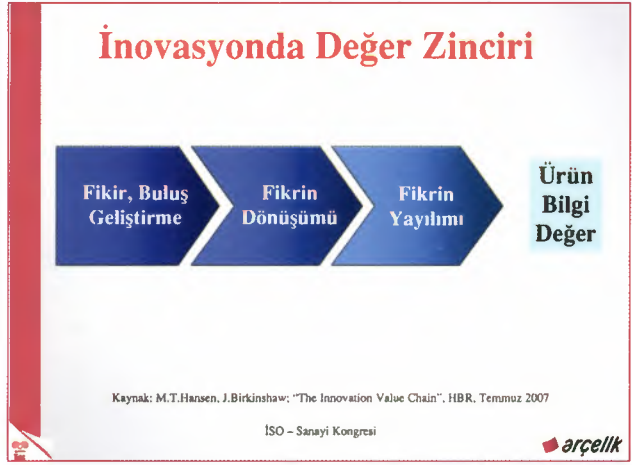 İnovasyonda Değer Zinciri
Fikir, Buluş
Geliştirme
Fikrin
Dönüşümü
Fikrin
Yayılımı
Ürün
Bilgi
Değer
Kaynak: M.T.Hansen, J.Birkinshaw; "The Innovation Value Chain", HBR, Temmuz 2007
İSO – Sanayi Kongresi
arçelik